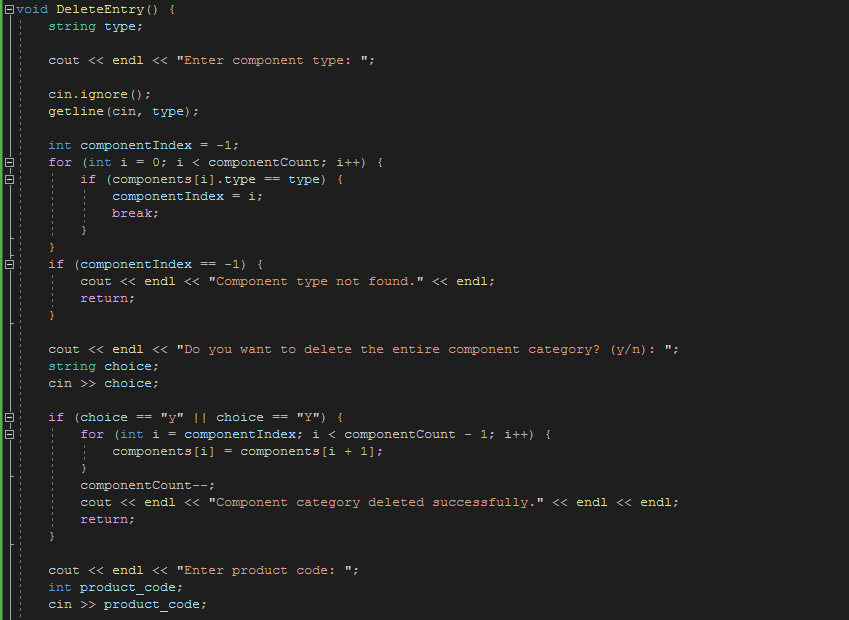 void DeleteEntry() {
string type;
cout << endl << "Enter component type: ";
cin.ignore();
getline(cin, type);
int componentIndex = -1;
for (int i = 0; i < componentCount; i++) {
if (components[i].type == type) {
componentIndex = i;
break;
}
}
if (componentIndex == -1) {
cout << endl << "Component type not found." << endl;
return;
}
cout << endl << "Do you want to delete the entire component category? (y/n): ";
string choice;
cin >> choice;
if (choice == "y" || choice == "Y") {
for (int i = componentIndex; i < componentCount - 1; i++) {
components[i] = components[i + 1];
}
componentCount--;
cout << endl << "Component category deleted successfully." << endl << endl;
return;
}
cout << endl << "Enter product code: ";
int product_code;
cin >> product_code;